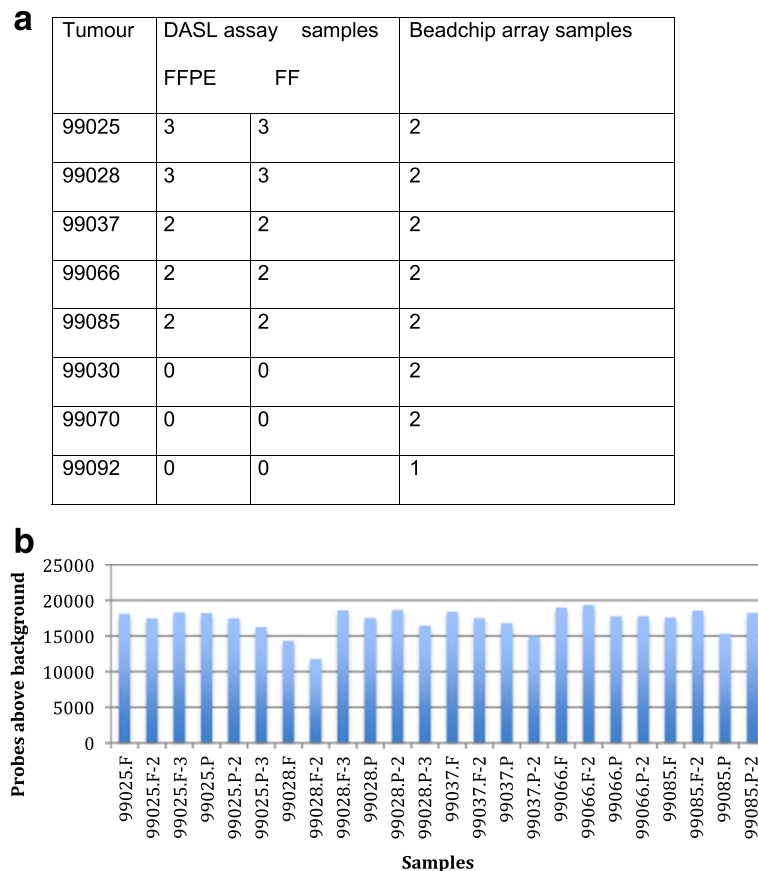 a
Tumour DASL assay samples Beadchip array samples
FFPE FF
99025 3 3 2
99028 3 3 2
99037 2 2 2
99066 2 2 2
99085 2 2 2
99030 0 0 2
99070 0 0 2
99092 0 0 1
b
Probes above background
25000
20000
15000
10000
5000
0
99025.F
99025.F-2
99025.F-3
99025.P
99025.P-2
99025.P-3
99028.F
99028.F-2
99028.F-3
99028.P
99028.P-2
99028.P-3
99037.F
99037.F-2
99037.P
99037.P-2
99066.F
99066.F-2
99066.P
99066.P-2
99085.F
99085.F-2
99085.P
99085.P-2
Samples